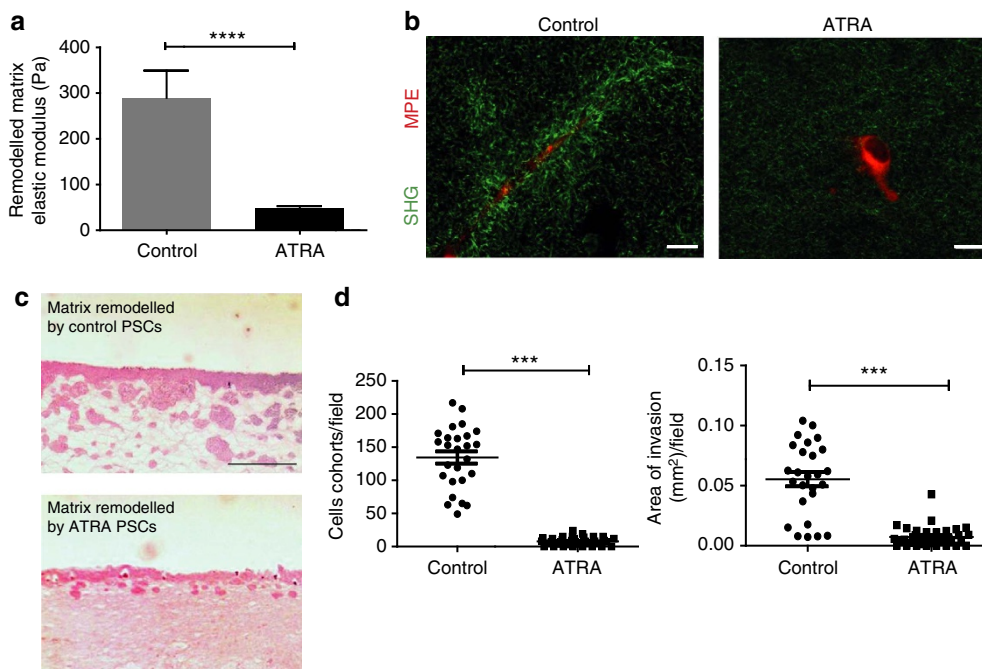 a
Remodelled matrix
elastic modulus (Pa)
400
300
200
100
0
****
Control
ATRA
b
Control
ATRA
SHG
MPE
c
Matrix remodelled
by control PSCs
Matrix remodelled
by ATRA PSCs
d
Cells cohorts/field
250
200
150
100
50
0
***
Control
ATRA
Area of invasion
(mm²)/field
0.15
0.10
0.05
0.00
***
Control
ATRA